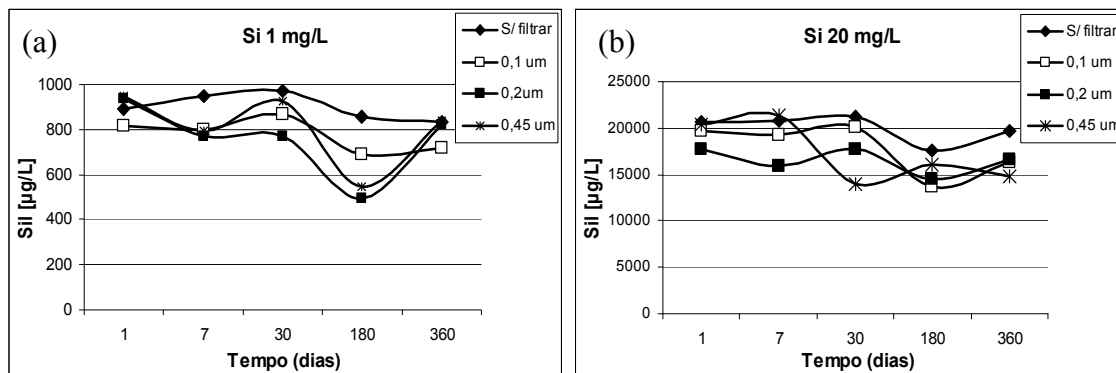 (a)
Si 1 mg/L
S/ filtrar
0,1 um
0,2um
0,45 um
1000
800
600
400
200
0
Sil [µg/L]
1 7 30 180 360
Tempo (dias)
(b)
Si 20 mg/L
S/ filtrar
0,1 um
0,2 um
0,45 um
25000
20000
15000
10000
5000
0
Sil [µg/L]
1 7 30 180 360
Tempo (dias)